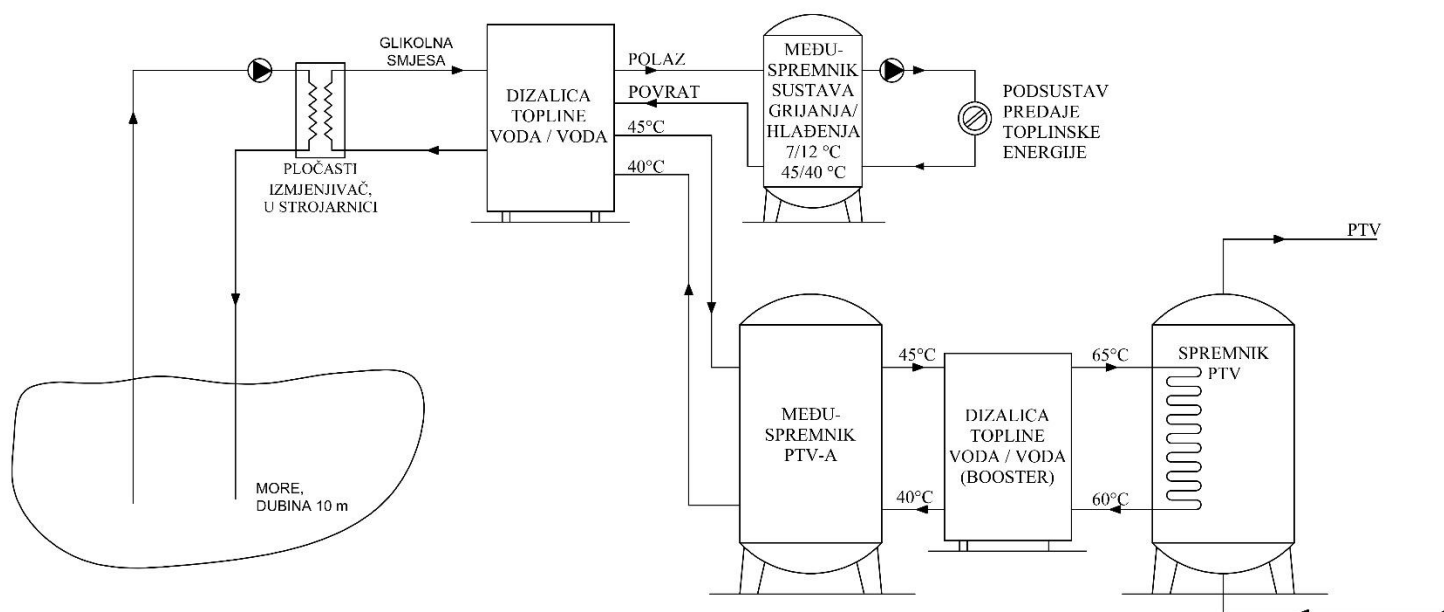 GLIKOLNA
SMJESA
DIZALICA
TOPLINE
VODA / VODA
POLAZ
POVRAT
45°C
40°C
MEĐU-
SPREMNIK
SUSTAVA
GRIJANJA/
HLAĐENJA
7/12 °C
45/40 °C
PODSUSTAV
PREDAJE
TOPLINSKE
ENERGIJE
PLOČASTI
IZMJENJIVAČ,
U STROJARNICI
PTV
MORE,
DUBINA 10 m
MEĐU-
SPREMNIK
PTV-A
45°C
40°C
DIZALICA
TOPLINE
VODA / VODA
(BOOSTER)
65°C
60°C
SPREMNIK
PTV